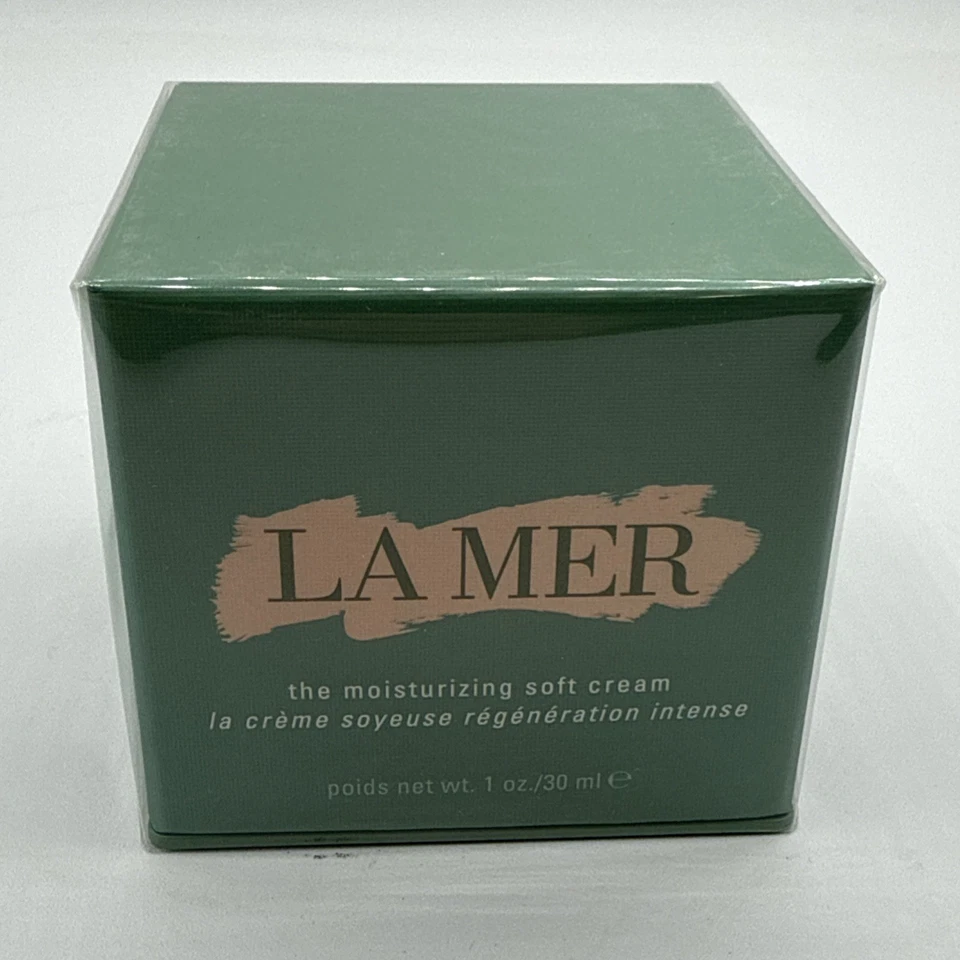 LA MER
the moisturizing soft cream
la crème soyeuse régénération intense
poids net wt. 1 oz./30 ml ℮